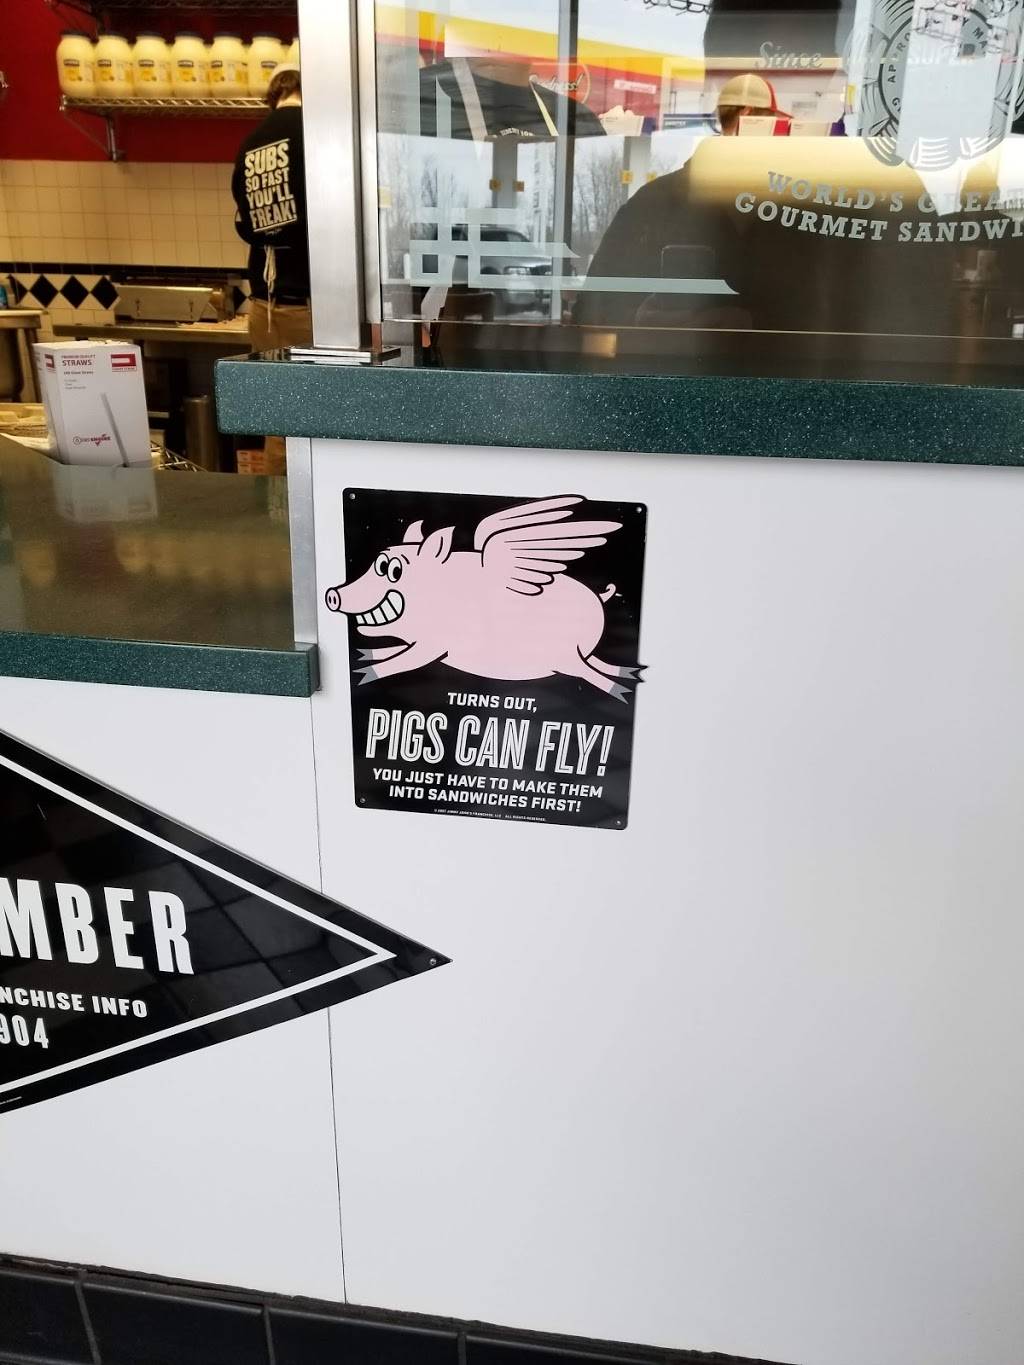 SUBS
SO FAST
YOU'LL
FREAK!
Since
WORLD'S
GOURMET SANDWI
STRAWS
TURNS OUT,
PIGS CAN FLY!
YOU JUST HAVE TO MAKE THEM
INTO SANDWICHES FIRST!
MBER
NCHISE INFO
904